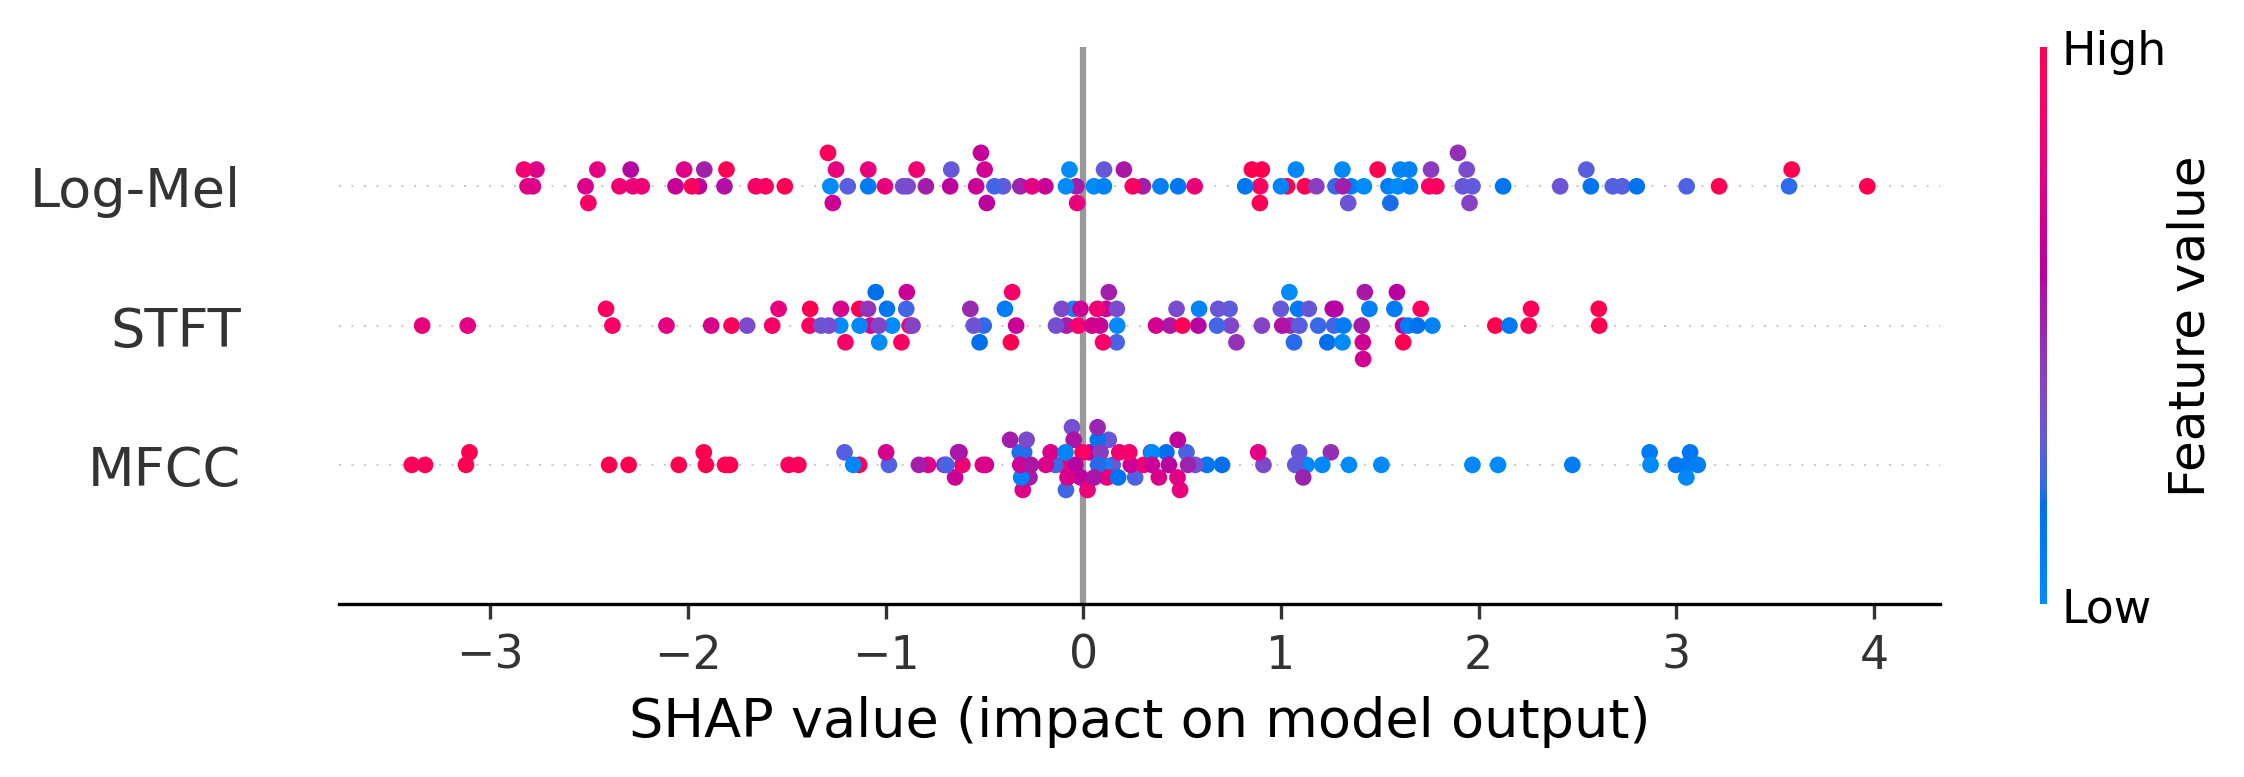 High
Log-Mel
STFT
MFCC
Feature value
Low
−3 −2 −1 0 1 2 3 4
SHAP value (impact on model output)